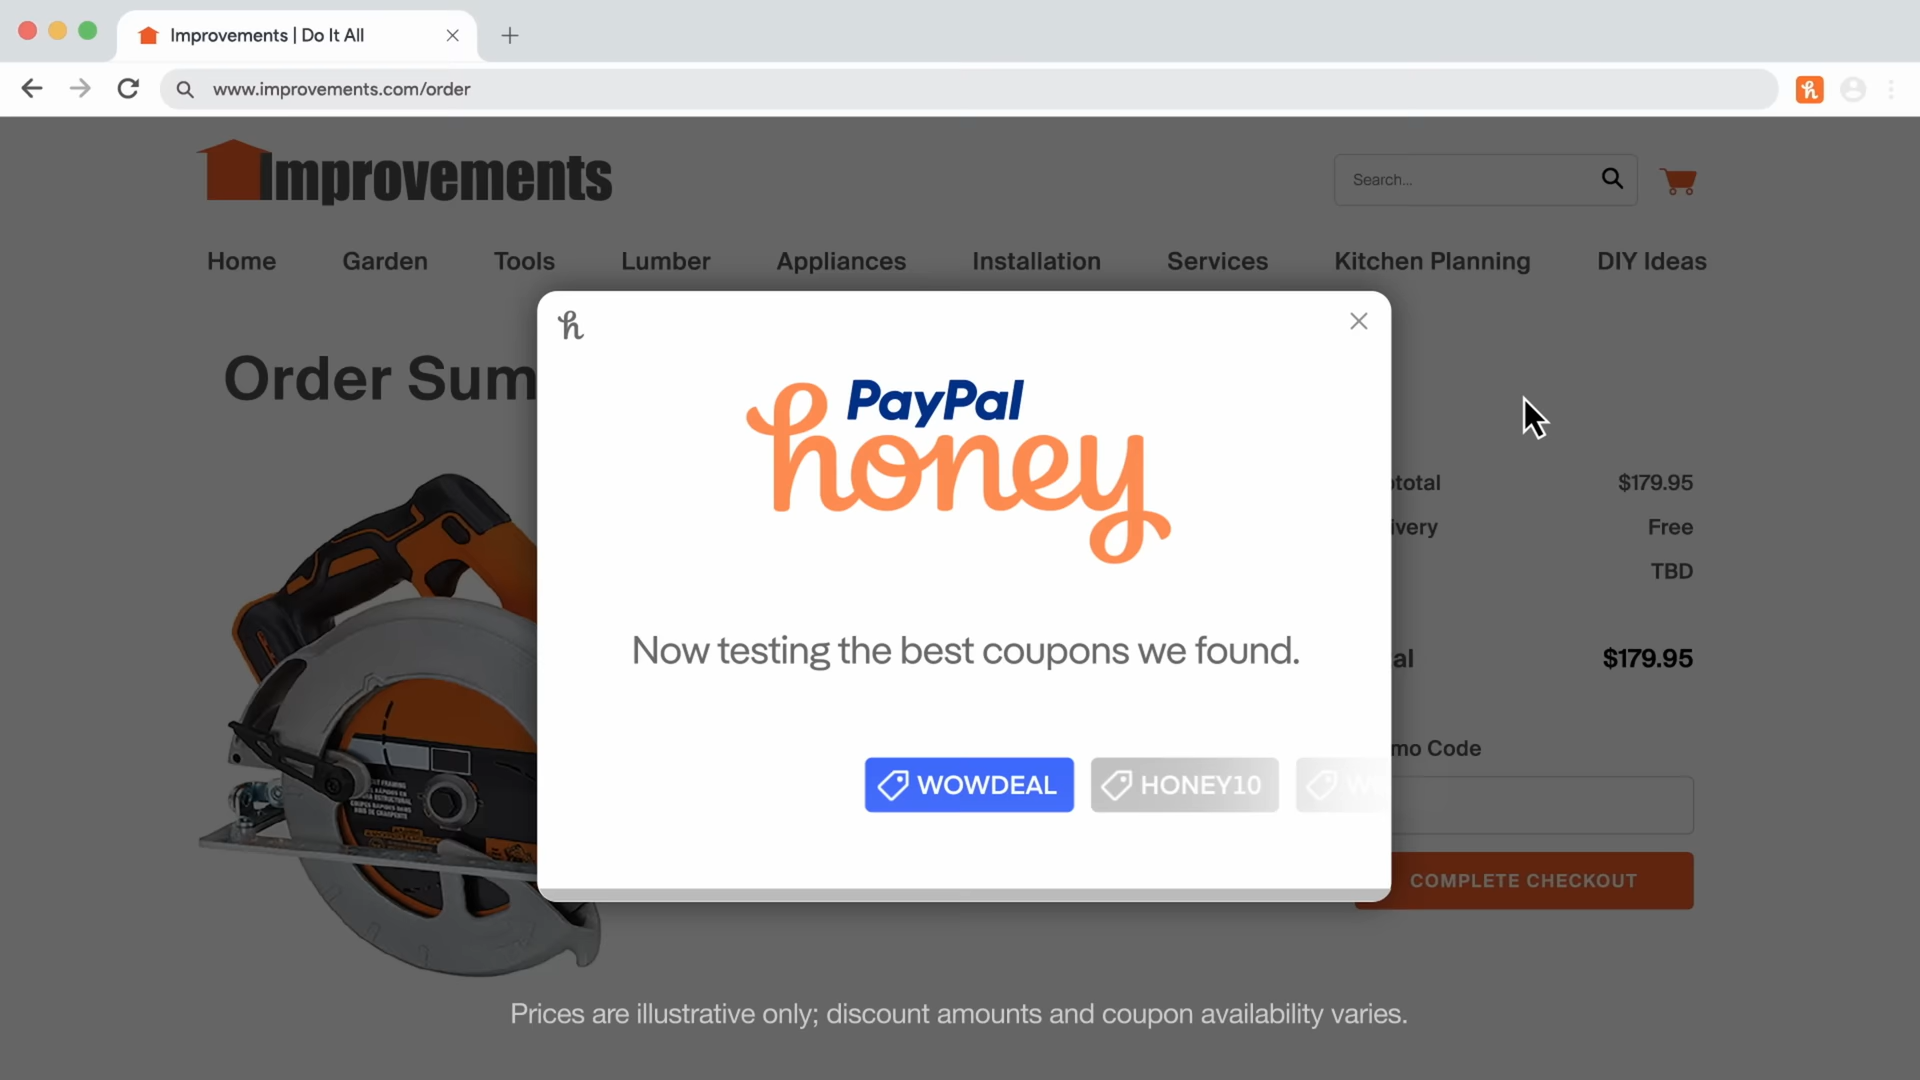 Improvements | Do It All
www.improvements.com/order
Improvements
Search...
Home Garden Tools Lumber Appliances Installation Services Kitchen Planning DIY Ideas
h
Order Sum
PayPal
honey
total $179.95
ivery Free
TBD
Now testing the best coupons we found.
al $179.95
mo Code
WOWDEAL HONEY10
COMPLETE CHECKOUT
Prices are illustrative only; discount amounts and coupon availability varies.